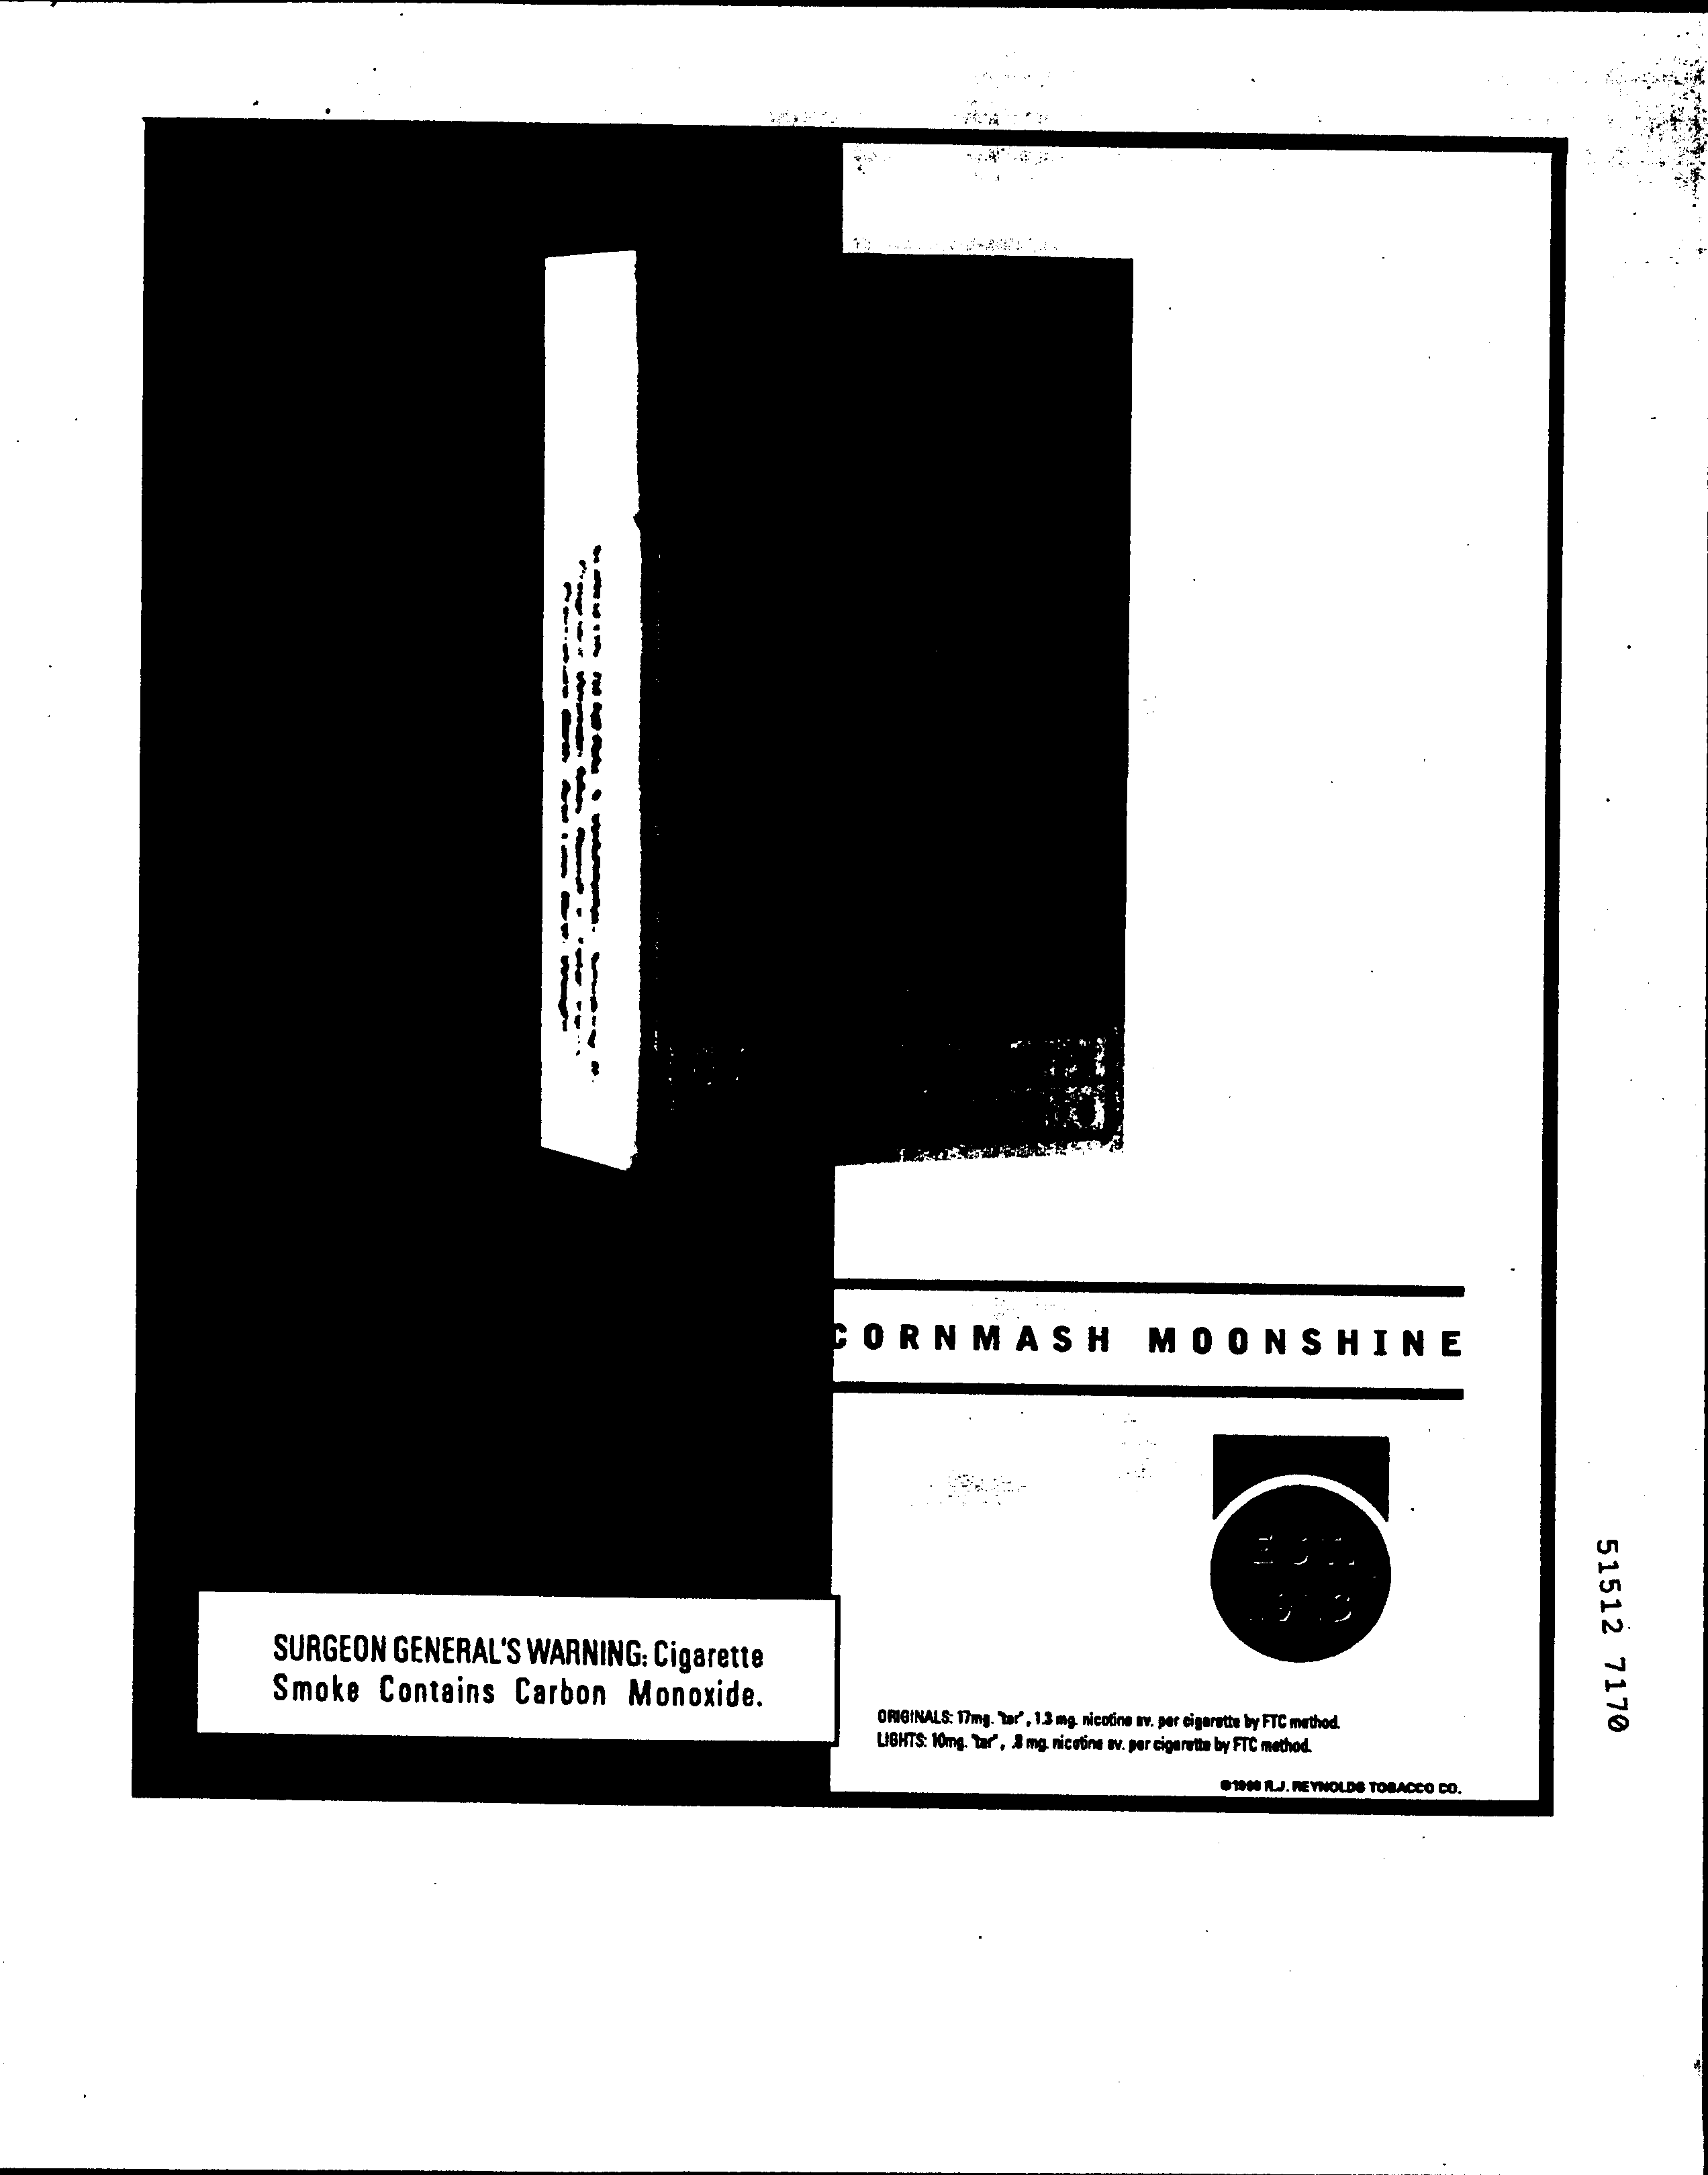 CORNMASH MOONSHINE
EST.
1913
SURGEON GENERAL'S WARNING: Cigarette
Smoke Contains Carbon Monoxide.
ORIGINALS: 17mg. "tar", 1.3 mg. nicotine av. per cigarette by FTC method.
LIGHTS: 10mg. "tar", .8 mg. nicotine av. per cigarette by FTC method.
R.J. REYNOLDS TOBACCO CO.
51512 7170